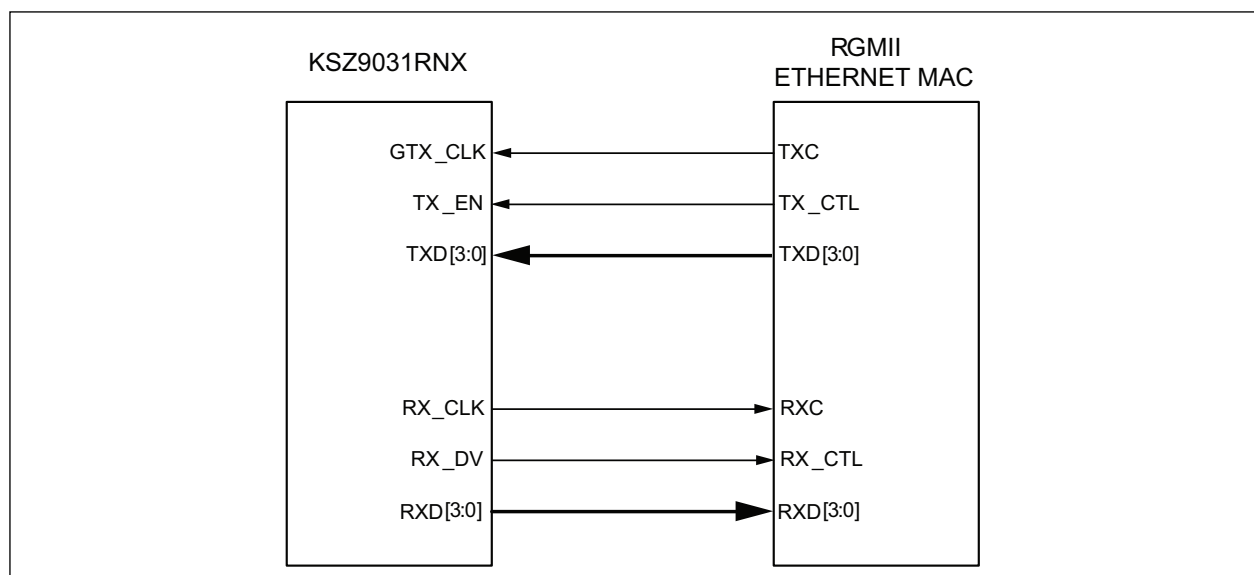 KSZ9031RNX
RGMII
ETHERNET MAC
GTX_CLK TXC
TX_EN TX_CTL
TXD[3:0] TXD[3:0]
RX_CLK RXC
RX_DV RX_CTL
RXD[3:0] RXD[3:0]